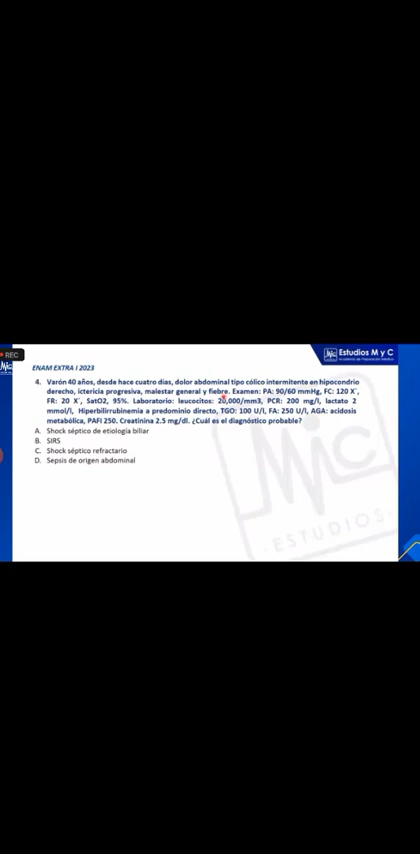 REC
Estudios M y C
ENAM EXTRA I 2023
4. Varón 40 años, desde hace cuatro días, dolor abdominal tipo cólico intermitente en hipocondrio
derecho, ictericia progresiva, malestar general y fiebre. Examen: PA: 90/60 mmHg, FC: 120 X´,
FR: 20 X´, SatO2, 95%. Laboratorio: leucocitos: 20,000/mm3, PCR: 200 mg/l, lactato 2
mmol/l, Hiperbilirrubinemia a predominio directo, TGO: 100 U/l, FA: 250 U/l, AGA: acidosis
metabólica, PAFI 250. Creatinina 2.5 mg/dl. ¿Cuál es el diagnóstico probable?
A. Shock séptico de etiología biliar
B. SIRS
C. Shock séptico refractario
D. Sepsis de origen abdominal
MYC
· ESTUDIOS ·